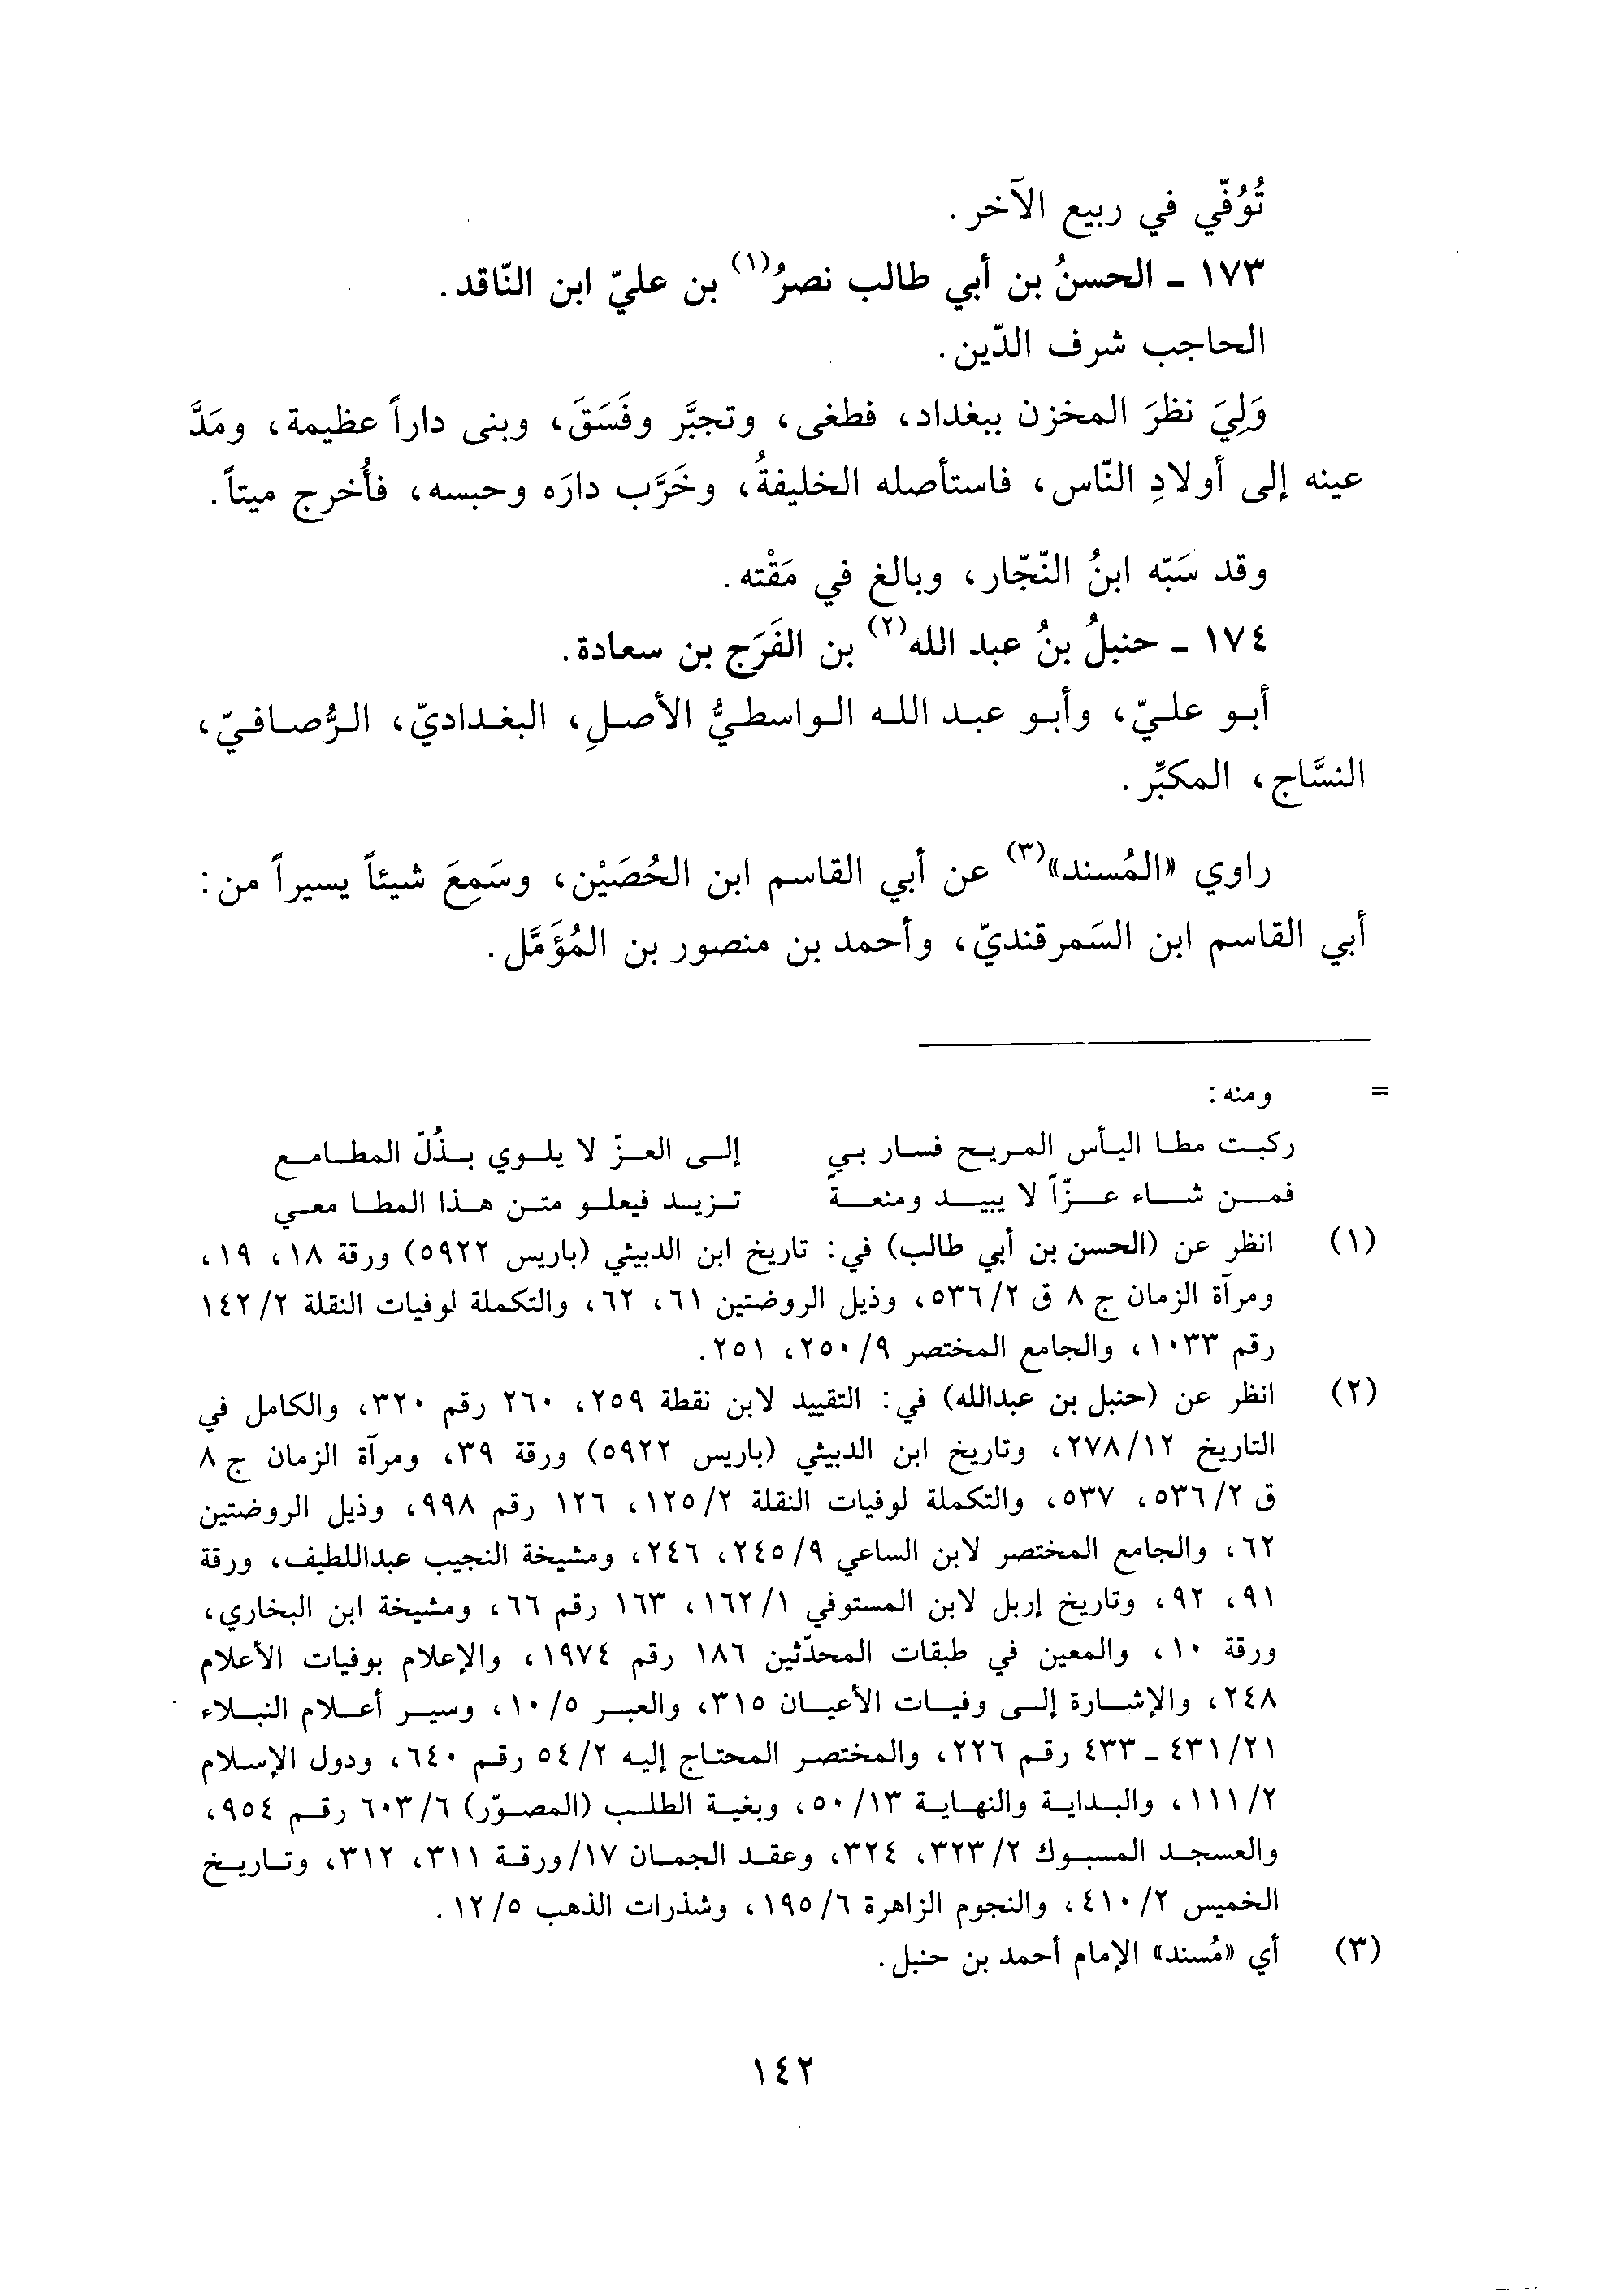 تُوُفّي في ربيع الآخر.
١٧٣ ـ الحسنُ بن أبي طالب نصرُ(١) بن عليّ ابن النّاقد.
الحاجب شرف الدّين.
وَلِيَ نظرَ المخزن ببغداد، فطغى، وتجبَّر وفَسَقَ، وبنى داراً عظيمة، ومَدَّ
عينه إلى أولادِ النّاس، فاستأصله الخليفةُ، وخَرَّب دارَه وحبسه، فأُخرج ميتاً.
وقد سَبّه ابنُ النّجّار، وبالغ في مَقْته.
١٧٤ ـ حنبلُ بنُ عبد الله(٢) بن الفَرَج بن سعادة.
أبو عليّ، وأبو عبد الله الواسطيُّ الأصلِ، البغداديّ، الرُّصافيّ،
النسَّاج، المكبِّر.
راوي «المُسند»(٣) عن أبي القاسم ابن الحُصَيْن، وسَمِعَ شيئاً يسيراً من:
أبي القاسم ابن السَمرقنديّ، وأحمد بن منصور بن المُؤَمَّل.
= ومنه:
ركبت مطا اليأس المريح فسار بي إلى العزّ لا يلوي بذُلّ المطامع
فمن شاء عزّاً لا يبيد ومنعةً تزيد فيعلو متن هذا المطا معي
(١) انظر عن (الحسن بن أبي طالب) في: تاريخ ابن الدبيثي (باريس ٥٩٢٢) ورقة ١٨، ١٩،
ومرآة الزمان ج ٨ ق ٥٣٦/٢، وذيل الروضتين ٦١، ٦٢، والتكملة لوفيات النقلة ١٤٢/٢
رقم ١٠٣٣، والجامع المختصر ٢٥٠/٩، ٢٥١.
(٢) انظر عن (حنبل بن عبدالله) في: التقييد لابن نقطة ٢٥٩، ٢٦٠ رقم ٣٢٠، والكامل في
التاريخ ٢٧٨/١٢، وتاريخ ابن الدبيثي (باريس ٥٩٢٢) ورقة ٣٩، ومرآة الزمان ج ٨
ق ٥٣٦/٢، ٥٣٧، والتكملة لوفيات النقلة ١٢٥/٢، ١٢٦ رقم ٩٩٨، وذيل الروضتين
٦٢، والجامع المختصر لابن الساعي ٢٤٥/٩، ٢٤٦، ومشيخة النجيب عبداللطيف، ورقة
٩١، ٩٢، وتاريخ إربل لابن المستوفي ١٦٢/١، ١٦٣ رقم ٦٦، ومشيخة ابن البخاري،
ورقة ١٠، والمعين في طبقات المحدّثين ١٨٦ رقم ١٩٧٤، والإعلام بوفيات الأعلام
٢٤٨، والإشارة إلى وفيات الأعيان ٣١٥، والعبر ١٠/٥، وسير أعلام النبلاء
٤٣١/٢١ ـ ٤٣٣ رقم ٢٢٦، والمختصر المحتاج إليه ٥٤/٢ رقم ٦٤٠، ودول الإسلام
١١١/٢، والبداية والنهاية ٥٠/١٣، وبغية الطلب (المصوّر) ٦٠٣/٦ رقم ٩٥٤،
والعسجد المسبوك ٣٢٣/٢، ٣٢٤، وعقد الجمان ١٧/ورقة ٣١١، ٣١٢، وتاريخ
الخميس ٤١٠/٢، والنجوم الزاهرة ١٩٥/٦، وشذرات الذهب ١٢/٥.
(٣) أي «مُسند» الإمام أحمد بن حنبل.
١٤٢